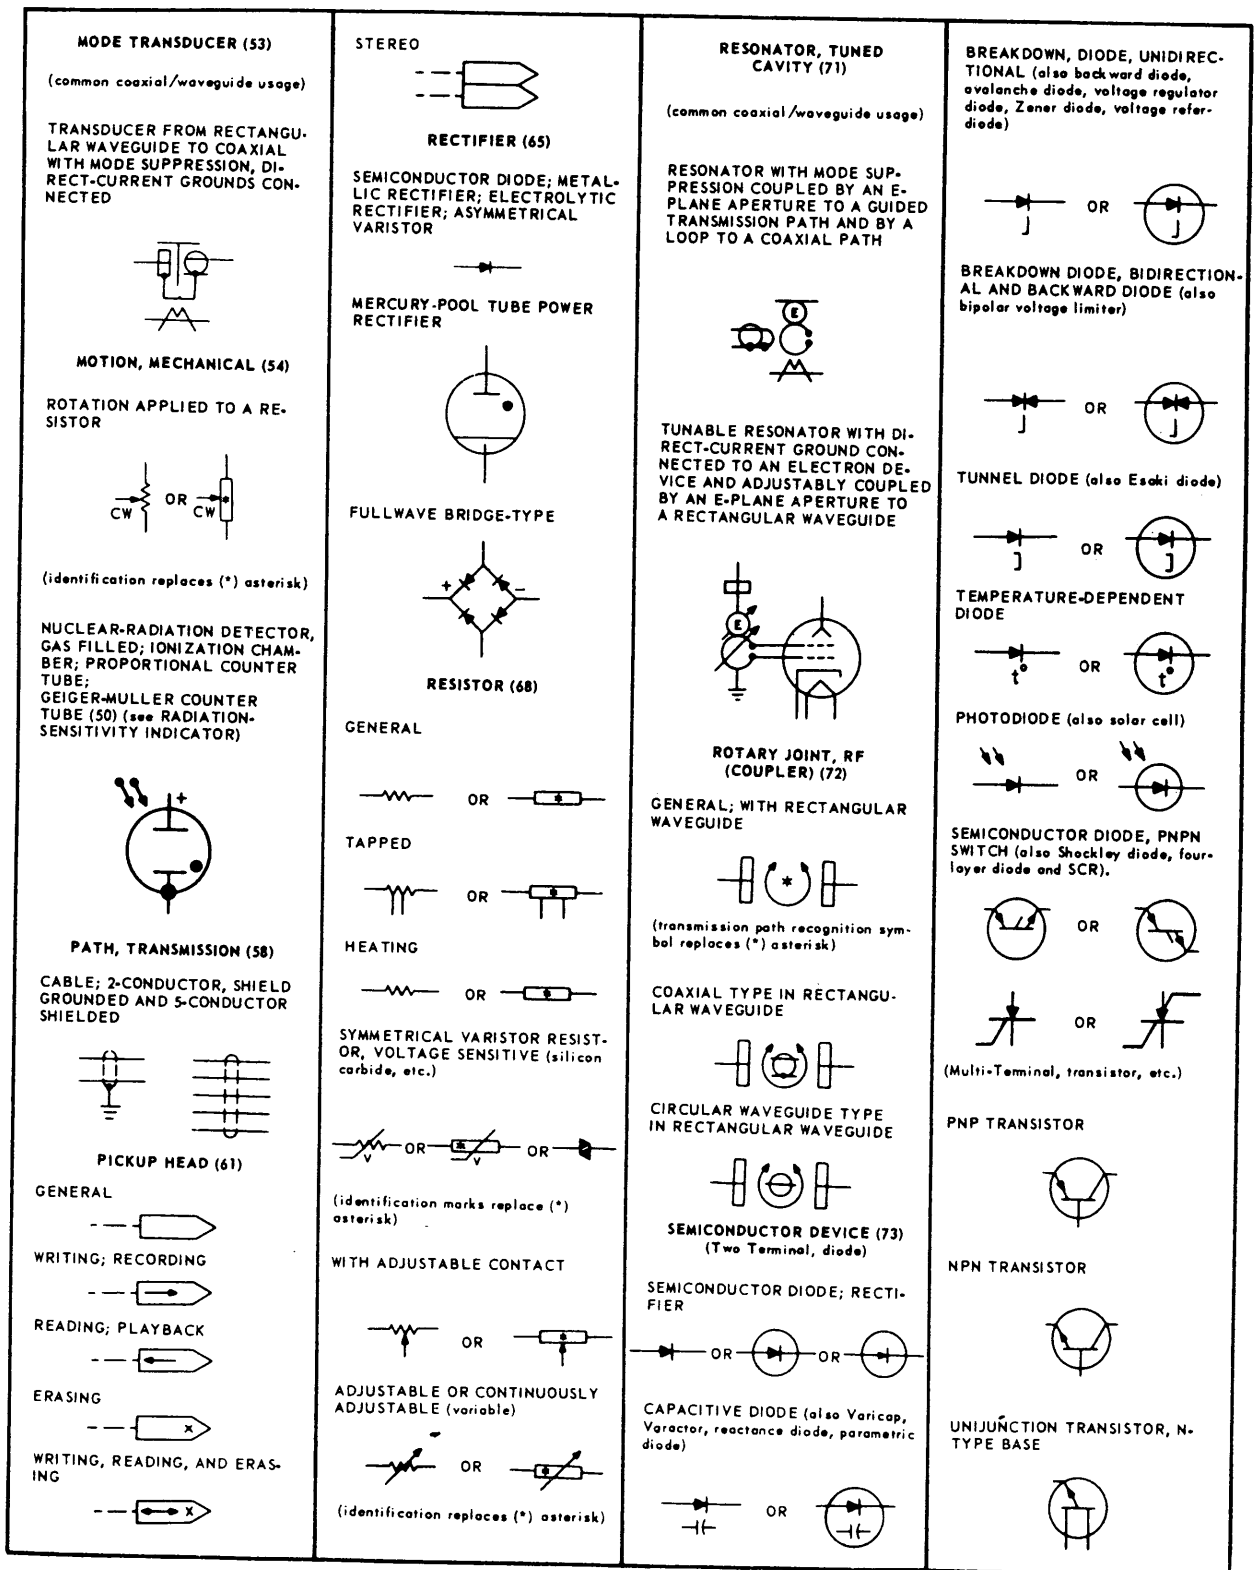 MODE TRANSDUCER (53)
(common coaxial/waveguide usage)
TRANSDUCER FROM RECTANGU-
LAR WAVEGUIDE TO COAXIAL
WITH MODE SUPPRESSION, DI-
RECT-CURRENT GROUNDS CON-
NECTED
MOTION, MECHANICAL (54)
ROTATION APPLIED TO A RE-
SISTOR
CW OR CW *
(identification replaces (*) asterisk)
NUCLEAR-RADIATION DETECTOR,
GAS FILLED; IONIZATION CHAM-
BER; PROPORTIONAL COUNTER
TUBE;
GEIGER-MULLER COUNTER
TUBE (50) (see RADIATION-
SENSITIVITY INDICATOR)
+
PATH, TRANSMISSION (58)
CABLE; 2-CONDUCTOR, SHIELD
GROUNDED AND 5-CONDUCTOR
SHIELDED
PICKUP HEAD (61)
GENERAL
WRITING; RECORDING
READING; PLAYBACK
ERASING
x
WRITING, READING, AND ERAS-
ING
x
STEREO
RECTIFIER (65)
SEMICONDUCTOR DIODE; METAL-
LIC RECTIFIER; ELECTROLYTIC
RECTIFIER; ASYMMETRICAL
VARISTOR
MERCURY-POOL TUBE POWER
RECTIFIER
FULLWAVE BRIDGE-TYPE
+ -
RESISTOR (68)
GENERAL
OR *
TAPPED
OR *
HEATING
OR *
SYMMETRICAL VARISTOR RESIST-
OR, VOLTAGE SENSITIVE (silicon
carbide, etc.)
V OR * V OR
(identification marks replace (*)
asterisk)
WITH ADJUSTABLE CONTACT
OR *
ADJUSTABLE OR CONTINUOUSLY
ADJUSTABLE (variable)
OR *
(identification replaces (*) asterisk)
RESONATOR, TUNED
CAVITY (71)
(common coaxial/waveguide usage)
RESONATOR WITH MODE SUP-
PRESSION COUPLED BY AN E-
PLANE APERTURE TO A GUIDED
TRANSMISSION PATH AND BY A
LOOP TO A COAXIAL PATH
E
TUNABLE RESONATOR WITH DI-
RECT-CURRENT GROUND CON-
NECTED TO AN ELECTRON DE-
VICE AND ADJUSTABLY COUPLED
BY AN E-PLANE APERTURE TO
A RECTANGULAR WAVEGUIDE
E
ROTARY JOINT, RF
(COUPLER) (72)
GENERAL; WITH RECTANGULAR
WAVEGUIDE
*
(transmission path recognition sym-
bol replaces (*) asterisk)
COAXIAL TYPE IN RECTANGU-
LAR WAVEGUIDE
CIRCULAR WAVEGUIDE TYPE
IN RECTANGULAR WAVEGUIDE
SEMICONDUCTOR DEVICE (73)
(Two Terminal, diode)
SEMICONDUCTOR DIODE; RECTI-
FIER
OR OR
CAPACITIVE DIODE (also Varicap,
Varactor, reactance diode, parametric
diode)
OR
BREAKDOWN, DIODE, UNIDIREC-
TIONAL (also backward diode,
avalanche diode, voltage regulator
diode, Zener diode, voltage refer-
diode)
OR
BREAKDOWN DIODE, BIDIRECTION-
AL AND BACKWARD DIODE (also
bipolar voltage limiter)
OR
TUNNEL DIODE (also Esaki diode)
OR
TEMPERATURE-DEPENDENT
DIODE
t° OR t°
PHOTODIODE (also solar cell)
OR
SEMICONDUCTOR DIODE, PNPN
SWITCH (also Shockley diode, four-
layer diode and SCR).
OR
OR
(Multi-Terminal, transistor, etc.)
PNP TRANSISTOR
NPN TRANSISTOR
UNIJUNCTION TRANSISTOR, N-
TYPE BASE